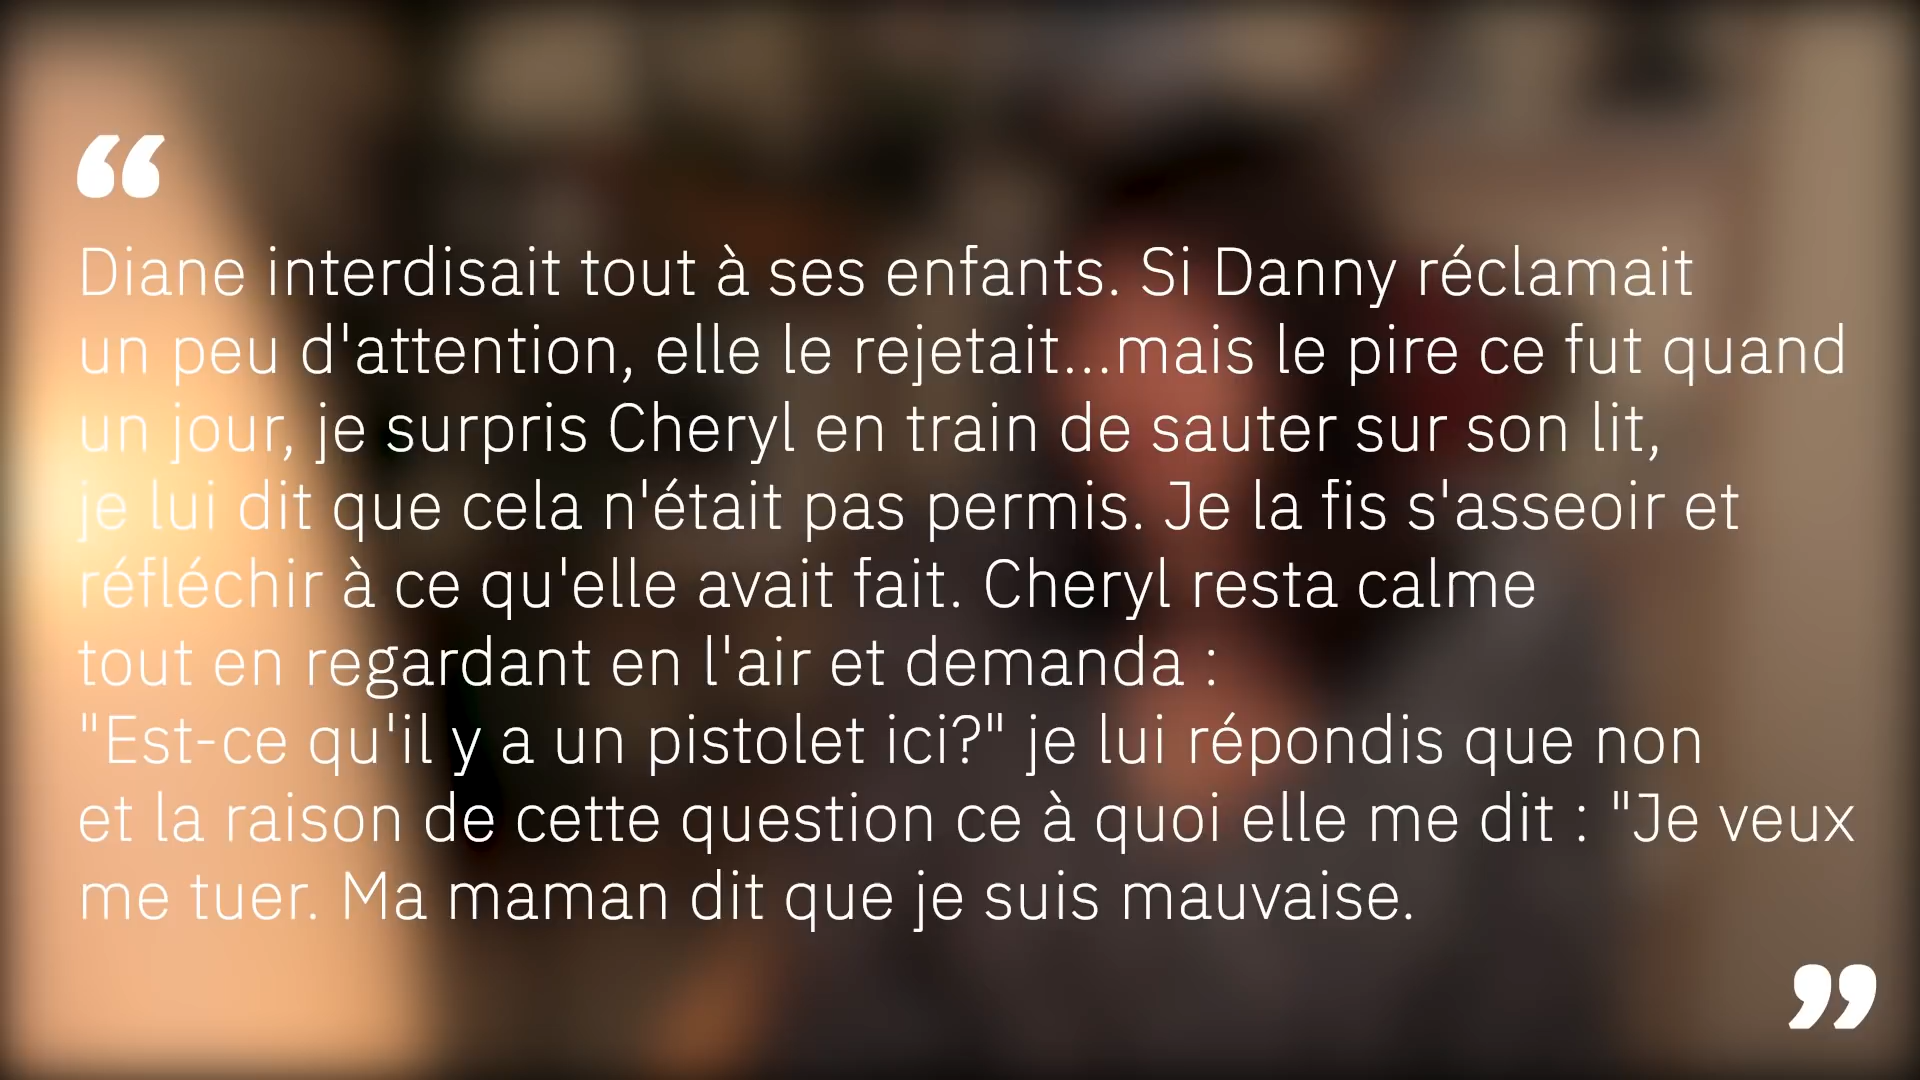 “
Diane interdisait tout à ses enfants. Si Danny réclamait
un peu d'attention, elle le rejetait...mais le pire ce fut quand
un jour, je surpris Cheryl en train de sauter sur son lit,
je lui dit que cela n'était pas permis. Je la fis s'asseoir et
réfléchir à ce qu'elle avait fait. Cheryl resta calme
tout en regardant en l'air et demanda :
"Est-ce qu'il y a un pistolet ici?" je lui répondis que non
et la raison de cette question ce à quoi elle me dit : "Je veux
me tuer. Ma maman dit que je suis mauvaise.
”